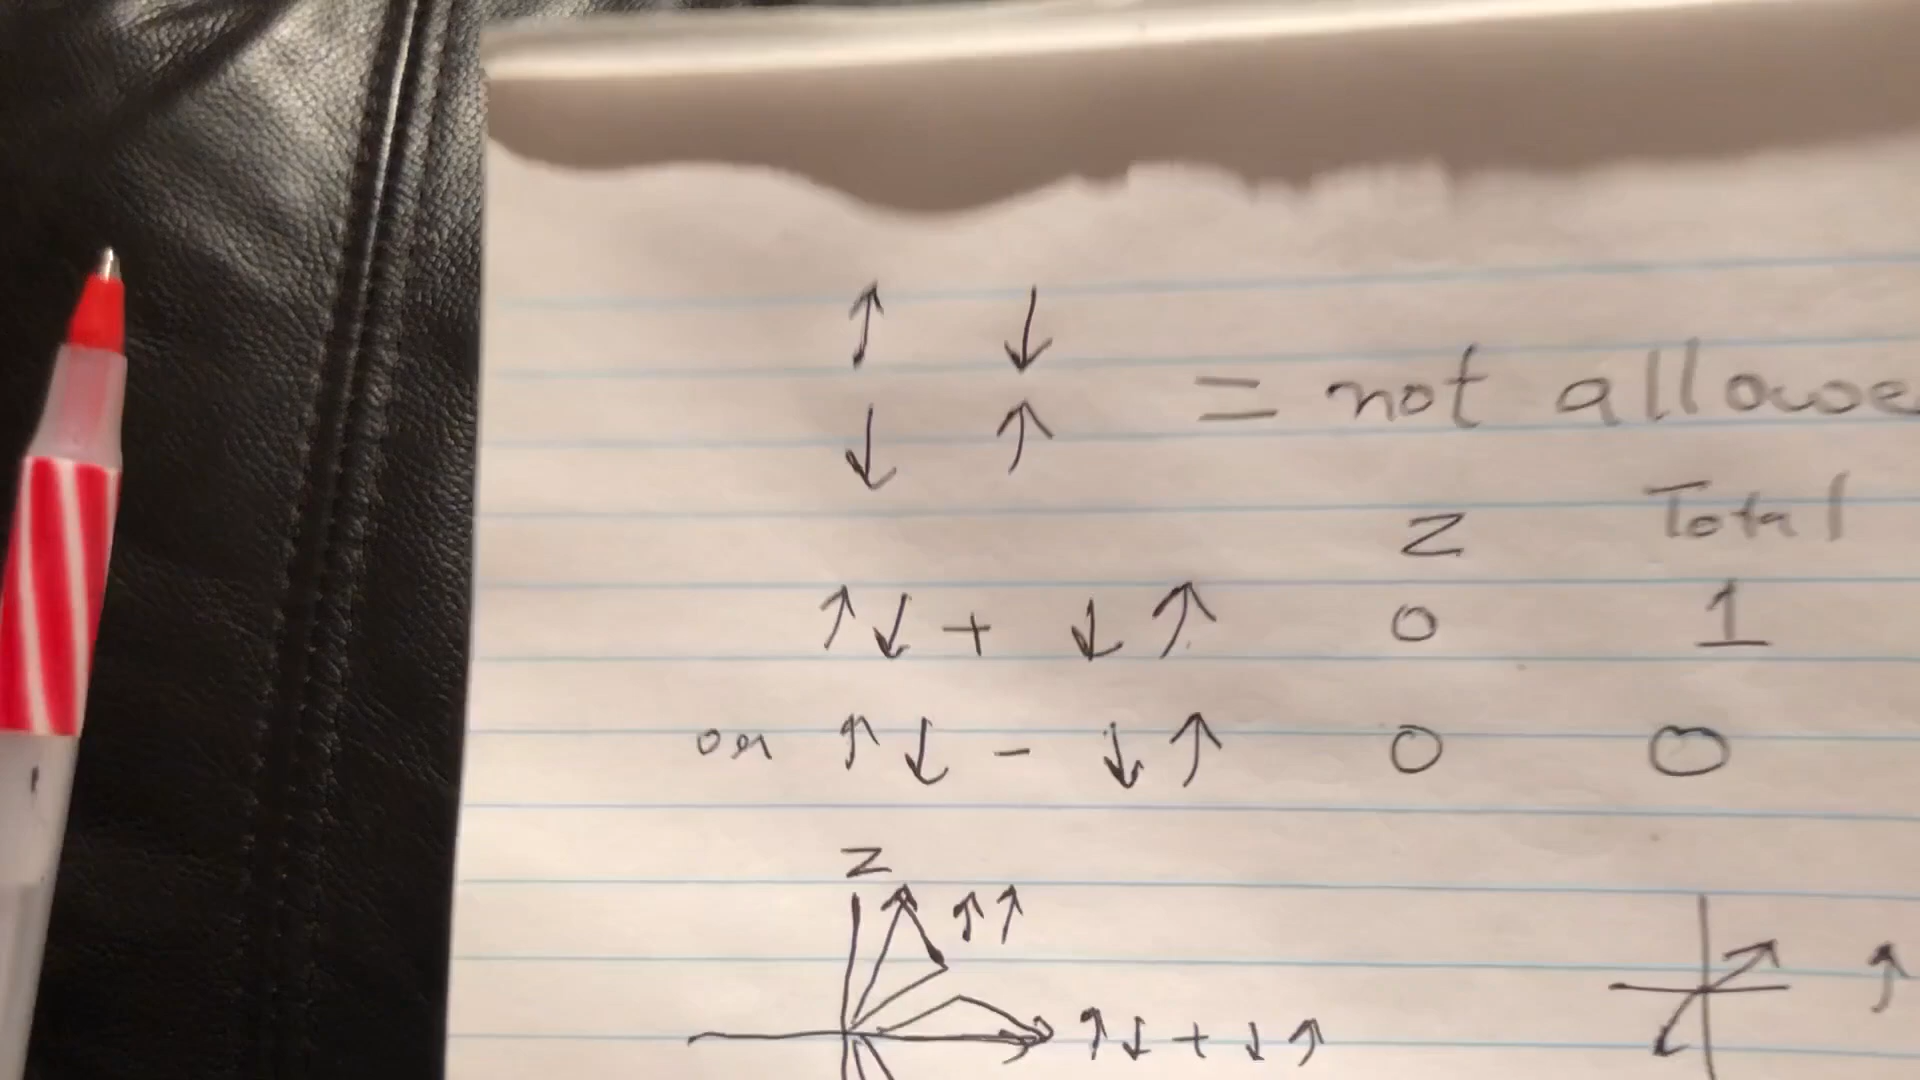 ↑ ↓
= not allowe
↓ ↑
Z Total
↑↓ + ↓↑ 0 1
or ↑↓ - ↓↑ 0 0
Z
↑↑
↑
↑↓ + ↓↑